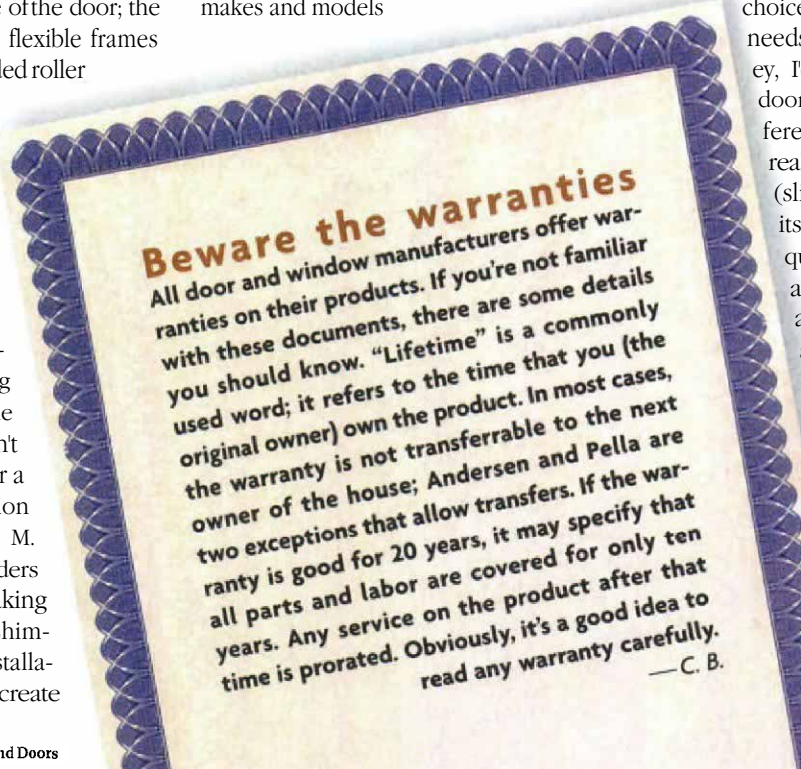 e of the door; the
flexible frames
ded roller
makes and models
Beware the warranties
All door and window manufacturers offer war-
ranties on their products. If you're not familiar
with these documents, there are some details
you should know. “Lifetime” is a commonly
used word; it refers to the time that you (the
original owner) own the product. In most cases,
the warranty is not transferrable to the next
owner of the house; Andersen and Pella are
two exceptions that allow transfers. If the war-
ranty is good for 20 years, it may specify that
all parts and labor are covered for only ten
years. Any service on the product after that
time is prorated. Obviously, it's a good idea to
read any warranty carefully.
—C. B.
-
g
e
n't
r a
ion
M.
ders
king
him-
stalla-
create
nd Doors
choice
needs
ey, I'
door
fere
rea
(sli
its
qu
a
a